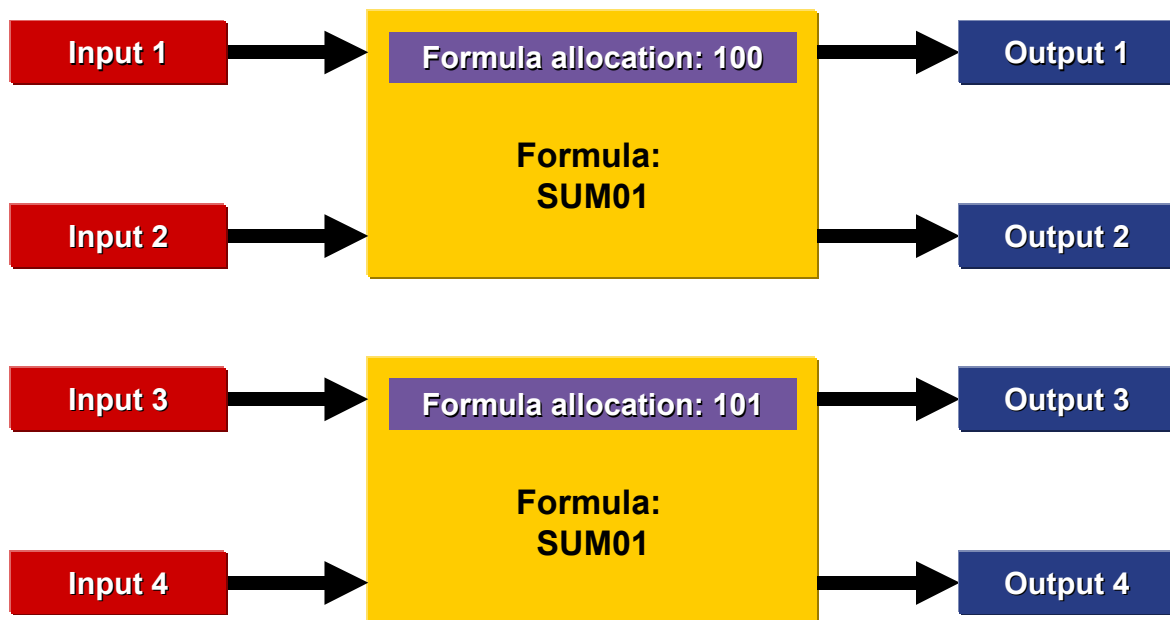 Input 1
Formula allocation: 100
Output 1
Formula:
SUM01
Input 2
Output 2
Input 3
Formula allocation: 101
Output 3
Formula:
SUM01
Input 4
Output 4